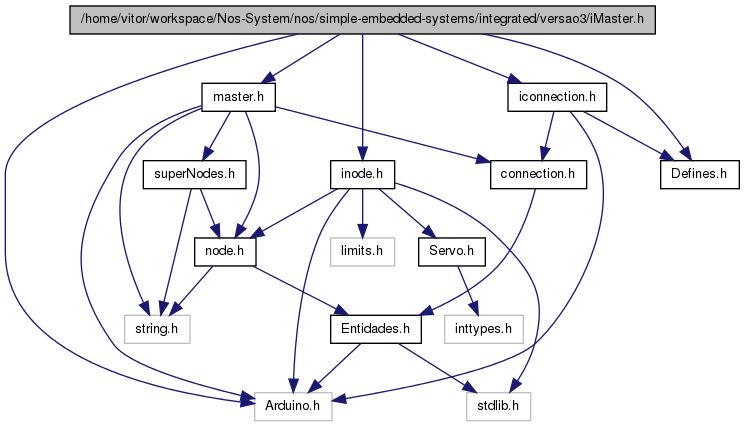 /home/vitor/workspace/Nos-System/nos/simple-embedded-systems/integrated/versao3/iMaster.h
master.h
iconnection.h
superNodes.h
inode.h
connection.h
Defines.h
node.h
limits.h
Servo.h
string.h
Entidades.h
inttypes.h
Arduino.h
stdlib.h